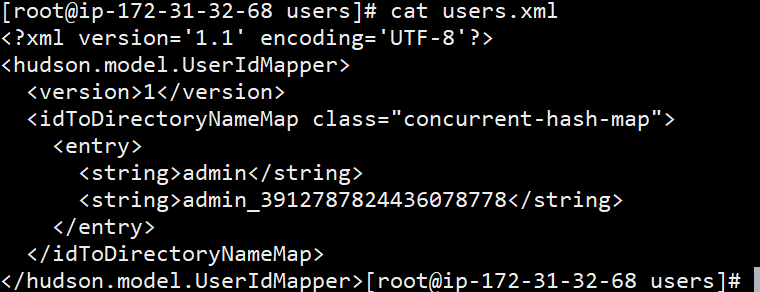 [root@ip-172-31-32-68 users]# cat users.xml
<?xml version='1.1' encoding='UTF-8'?>
<hudson.model.UserIdMapper>
  <version>1</version>
  <idToDirectoryNameMap class="concurrent-hash-map">
    <entry>
      <string>admin</string>
      <string>admin_3912787824436078778</string>
    </entry>
  </idToDirectoryNameMap>
</hudson.model.UserIdMapper>[root@ip-172-31-32-68 users]#